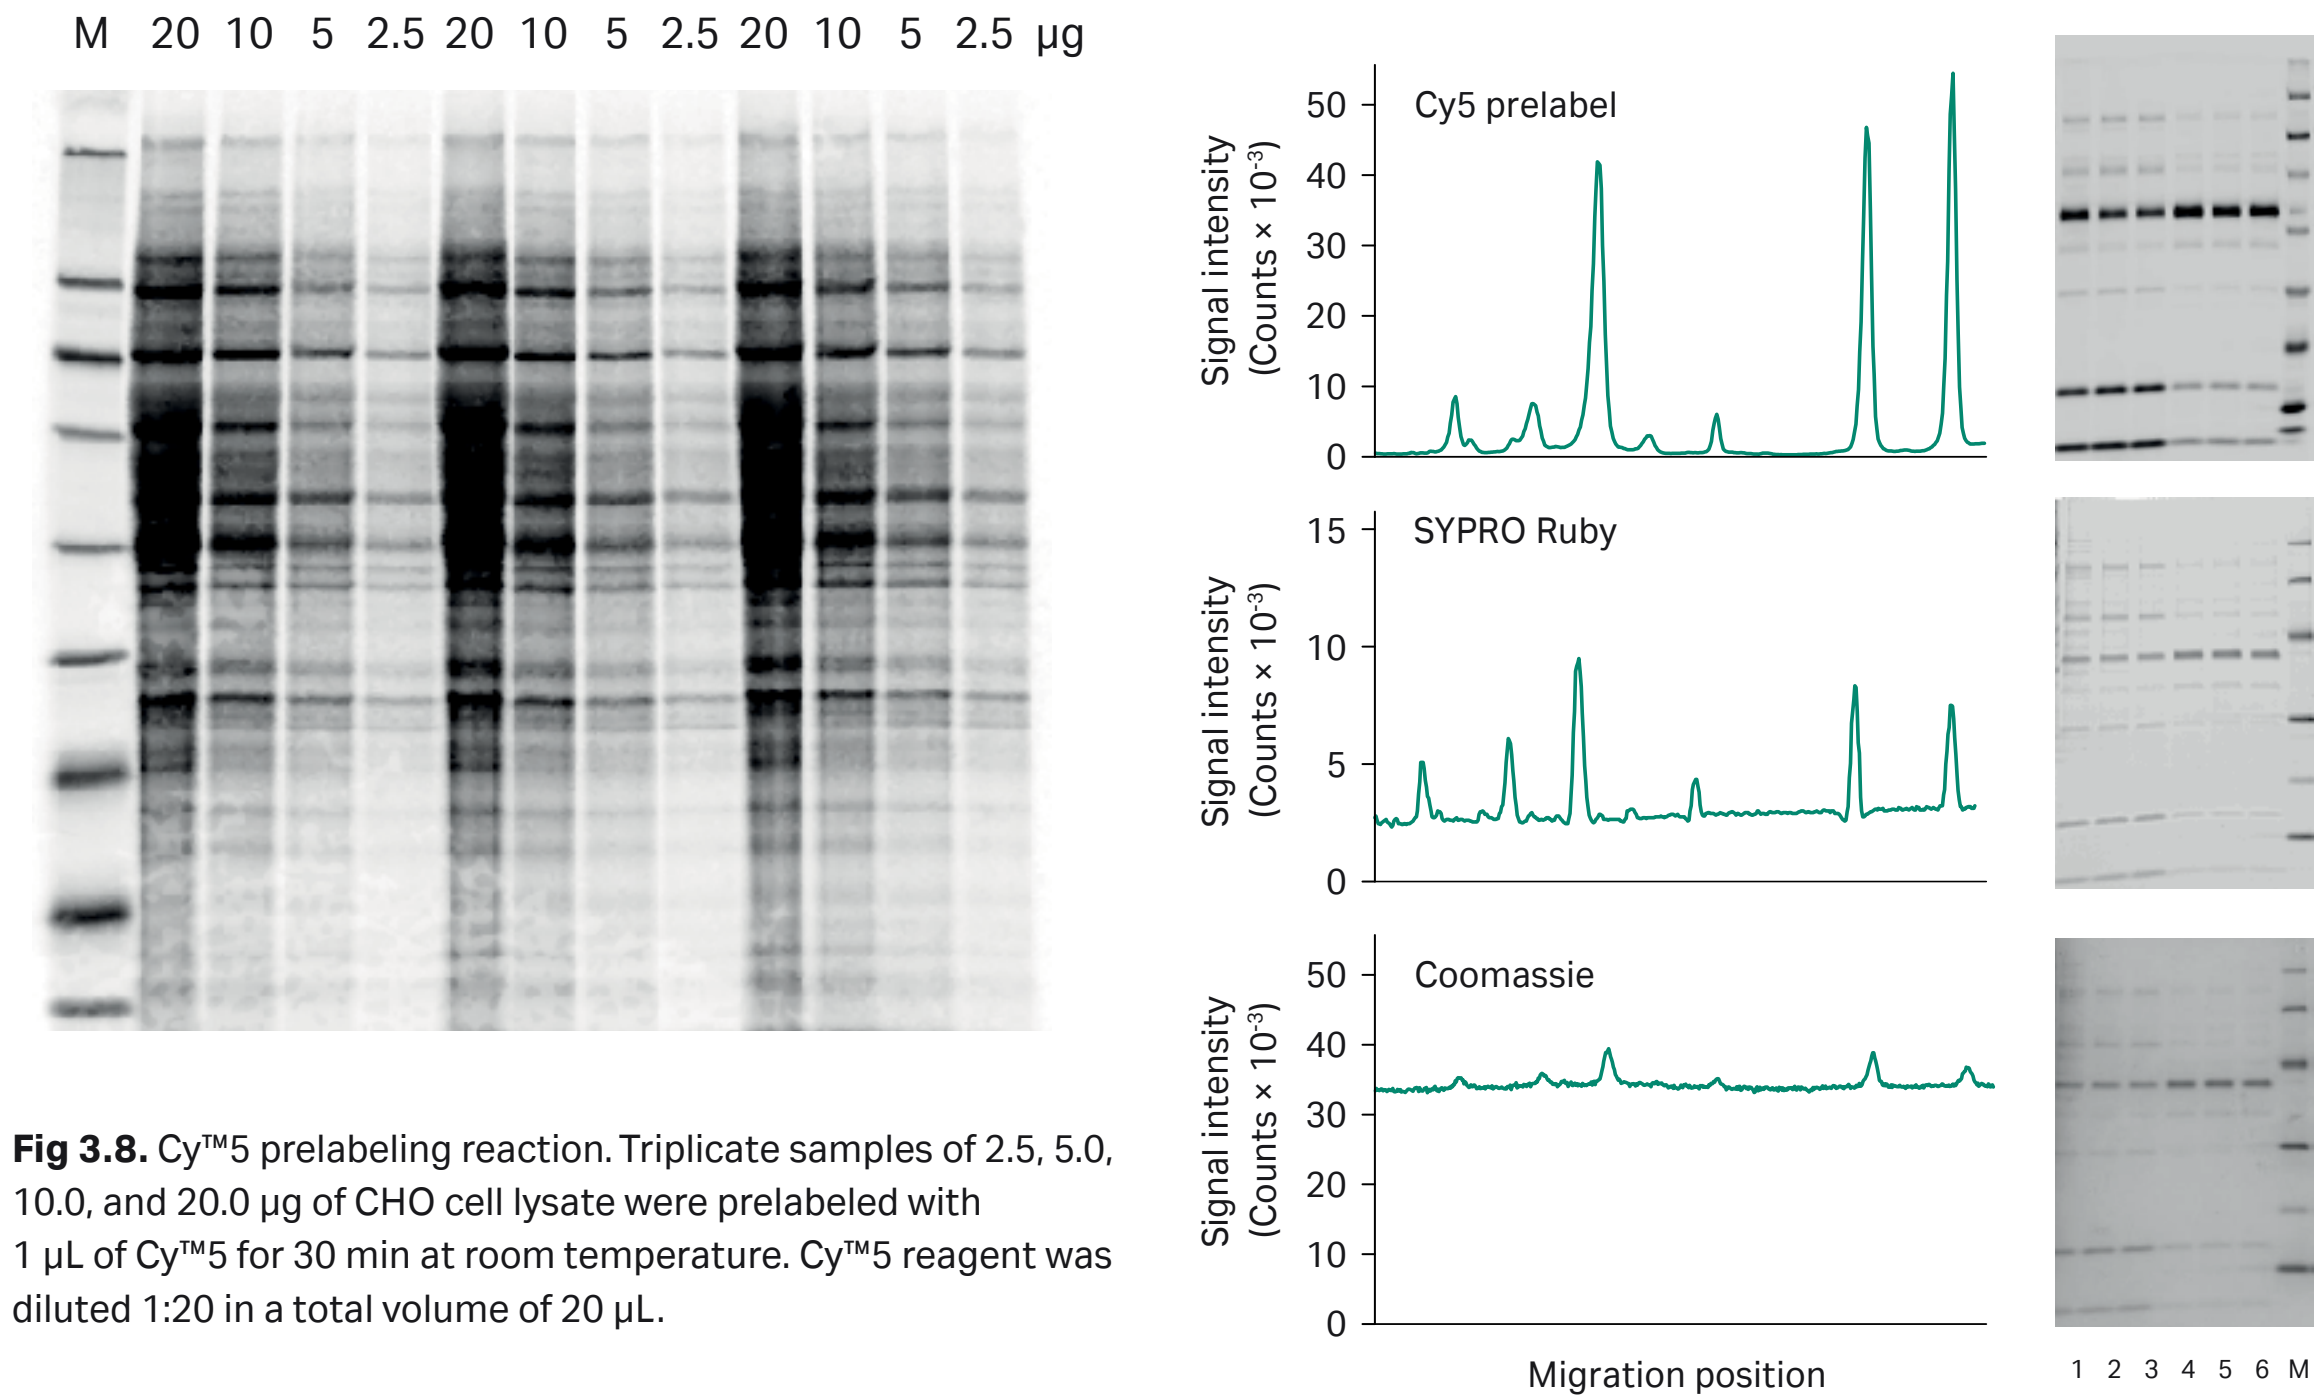 M 20 10 5 2.5 20 10 5 2.5 20 10 5 2.5 µg
Fig 3.8. Cy™5 prelabeling reaction. Triplicate samples of 2.5, 5.0,
10.0, and 20.0 µg of CHO cell lysate were prelabeled with
1 µL of Cy™5 for 30 min at room temperature. Cy™5 reagent was
diluted 1:20 in a total volume of 20 µL.
Cy5 prelabel
Signal intensity
(Counts × 10⁻³)
50
40
30
20
10
0
SYPRO Ruby
Signal intensity
(Counts × 10⁻³)
15
10
5
0
Coomassie
Signal intensity
(Counts × 10⁻³)
50
40
30
20
10
0
Migration position
1 2 3 4 5 6 M